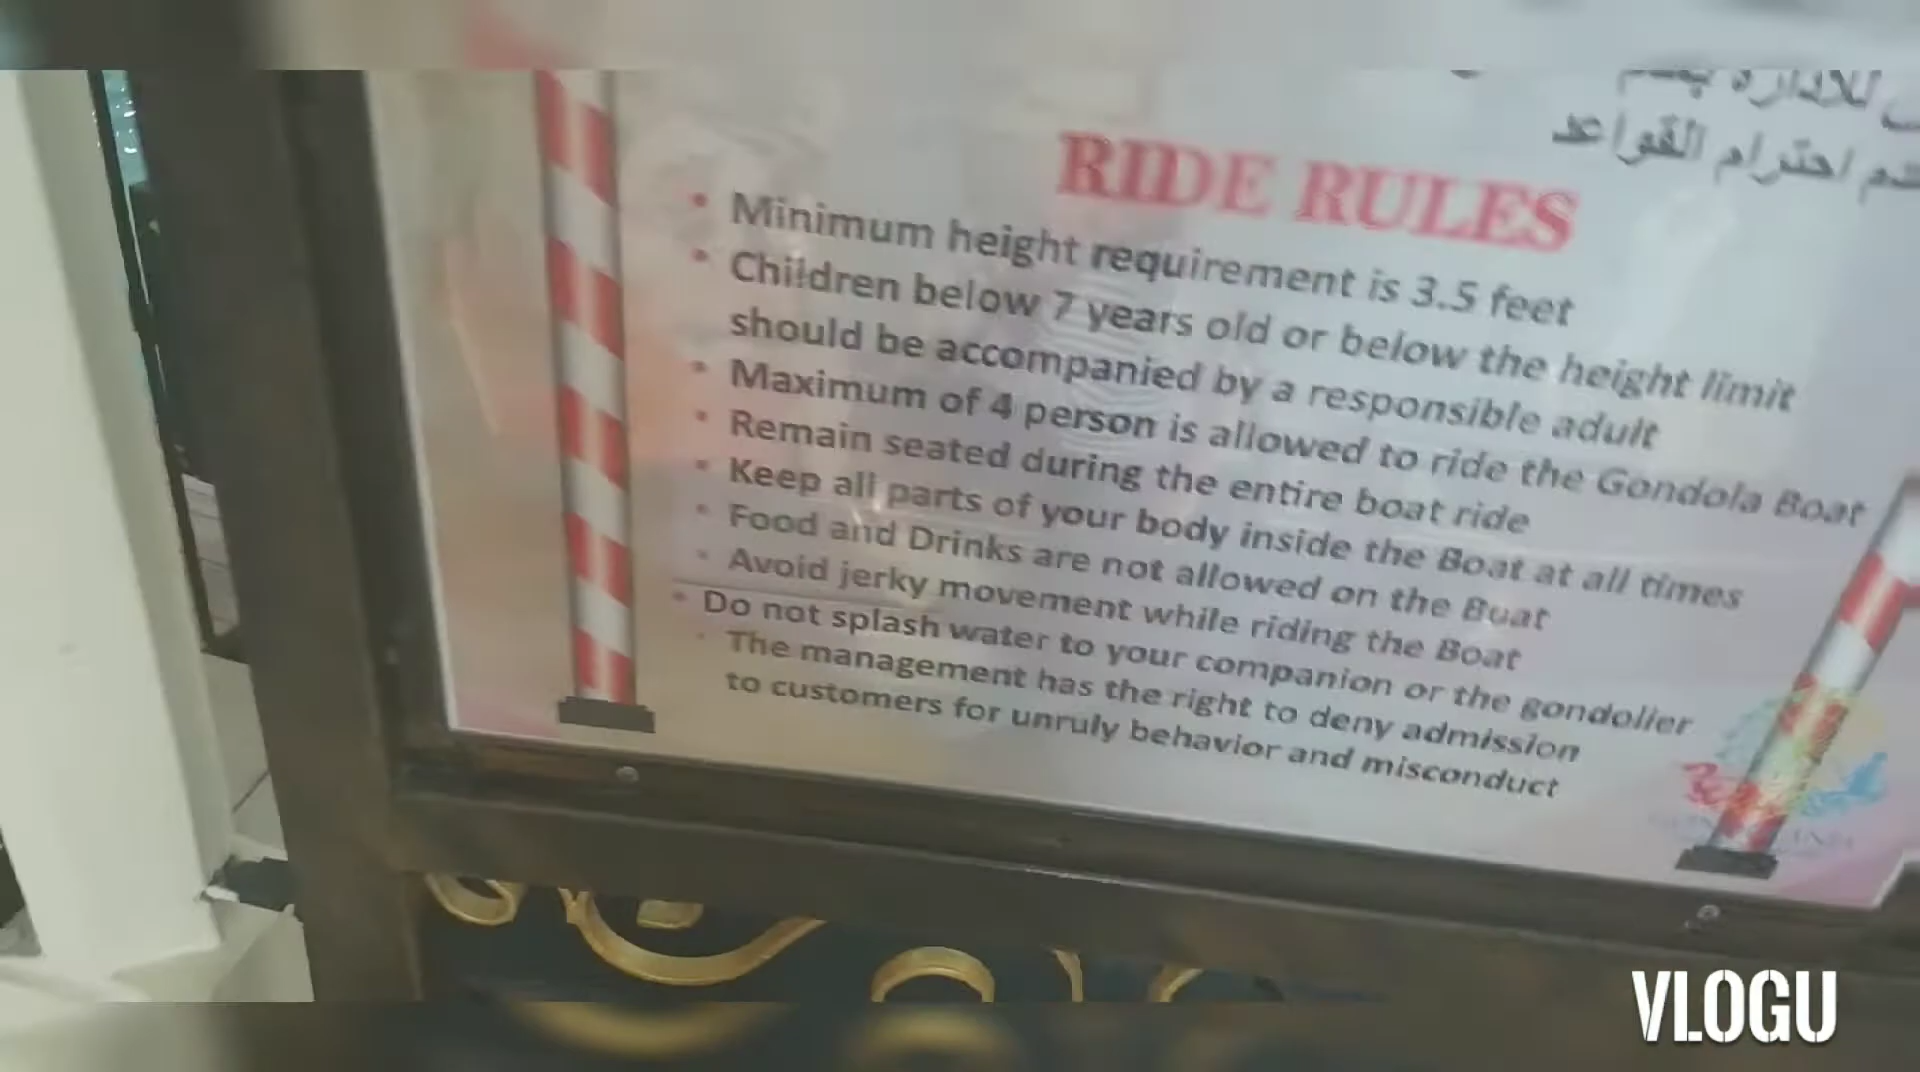 للادارة
احترام القواعد
RIDE RULES
• Minimum height requirement is 3.5 feet
• Children below 7 years old or below the height limit
should be accompanied by a responsible adult
• Maximum of 4 person is allowed to ride the Gondola Boat
• Remain seated during the entire boat ride
• Keep all parts of your body inside the Boat at all times
• Food and Drinks are not allowed on the Boat
• Avoid jerky movement while riding the Boat
• Do not splash water to your companion or the gondolier
• The management has the right to deny admission
to customers for unruly behavior and misconduct
VLOGU